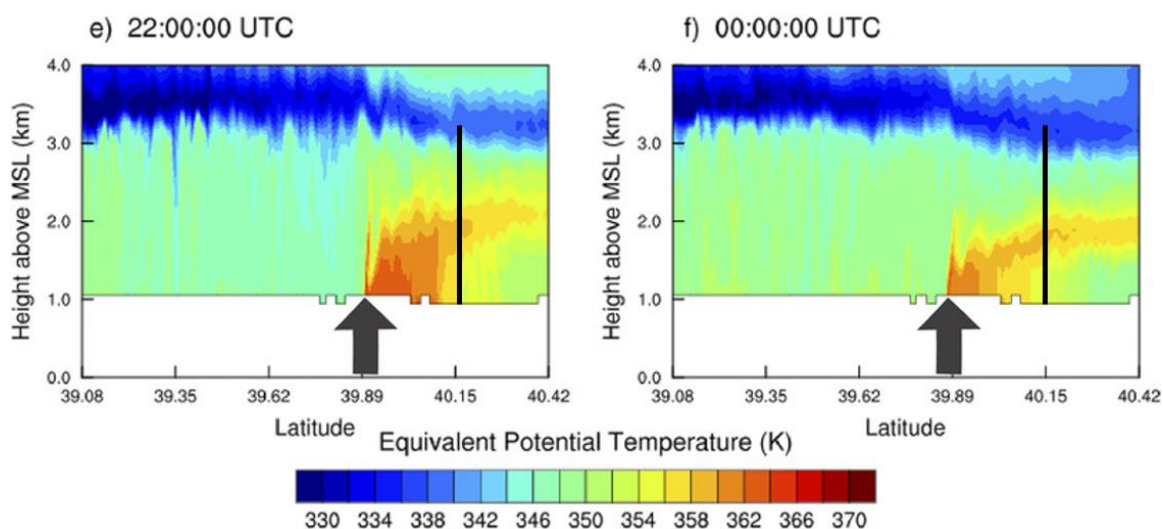 e) 22:00:00 UTC
f) 00:00:00 UTC
Height above MSL (km)
4.0
3.0
2.0
1.0
0.0
39.08 39.35 39.62 39.89 40.15 40.42
Latitude
Height above MSL (km)
4.0
3.0
2.0
1.0
0.0
39.08 39.35 39.62 39.89 40.15 40.42
Latitude
Equivalent Potential Temperature (K)
330 334 338 342 346 350 354 358 362 366 370